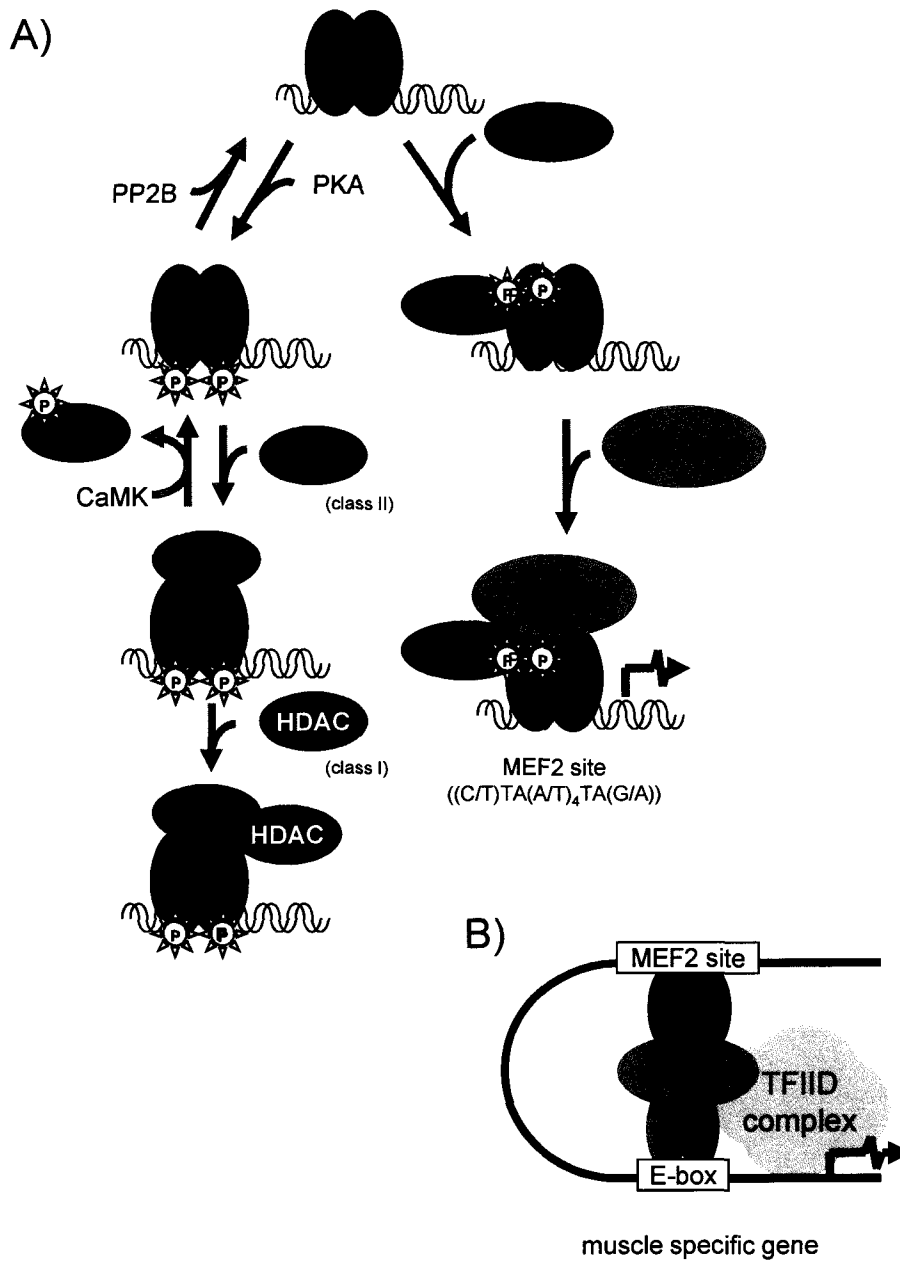 A)
PP2B
PKA
P
P
P
P
P
CaMK
(class II)
P
P
P
P
HDAC
(class I)
MEF2 site
((C/T)TA(A/T)4TA(G/A))
HDAC
P
P
B)
MEF2 site
TFIID
complex
E-box
muscle specific gene